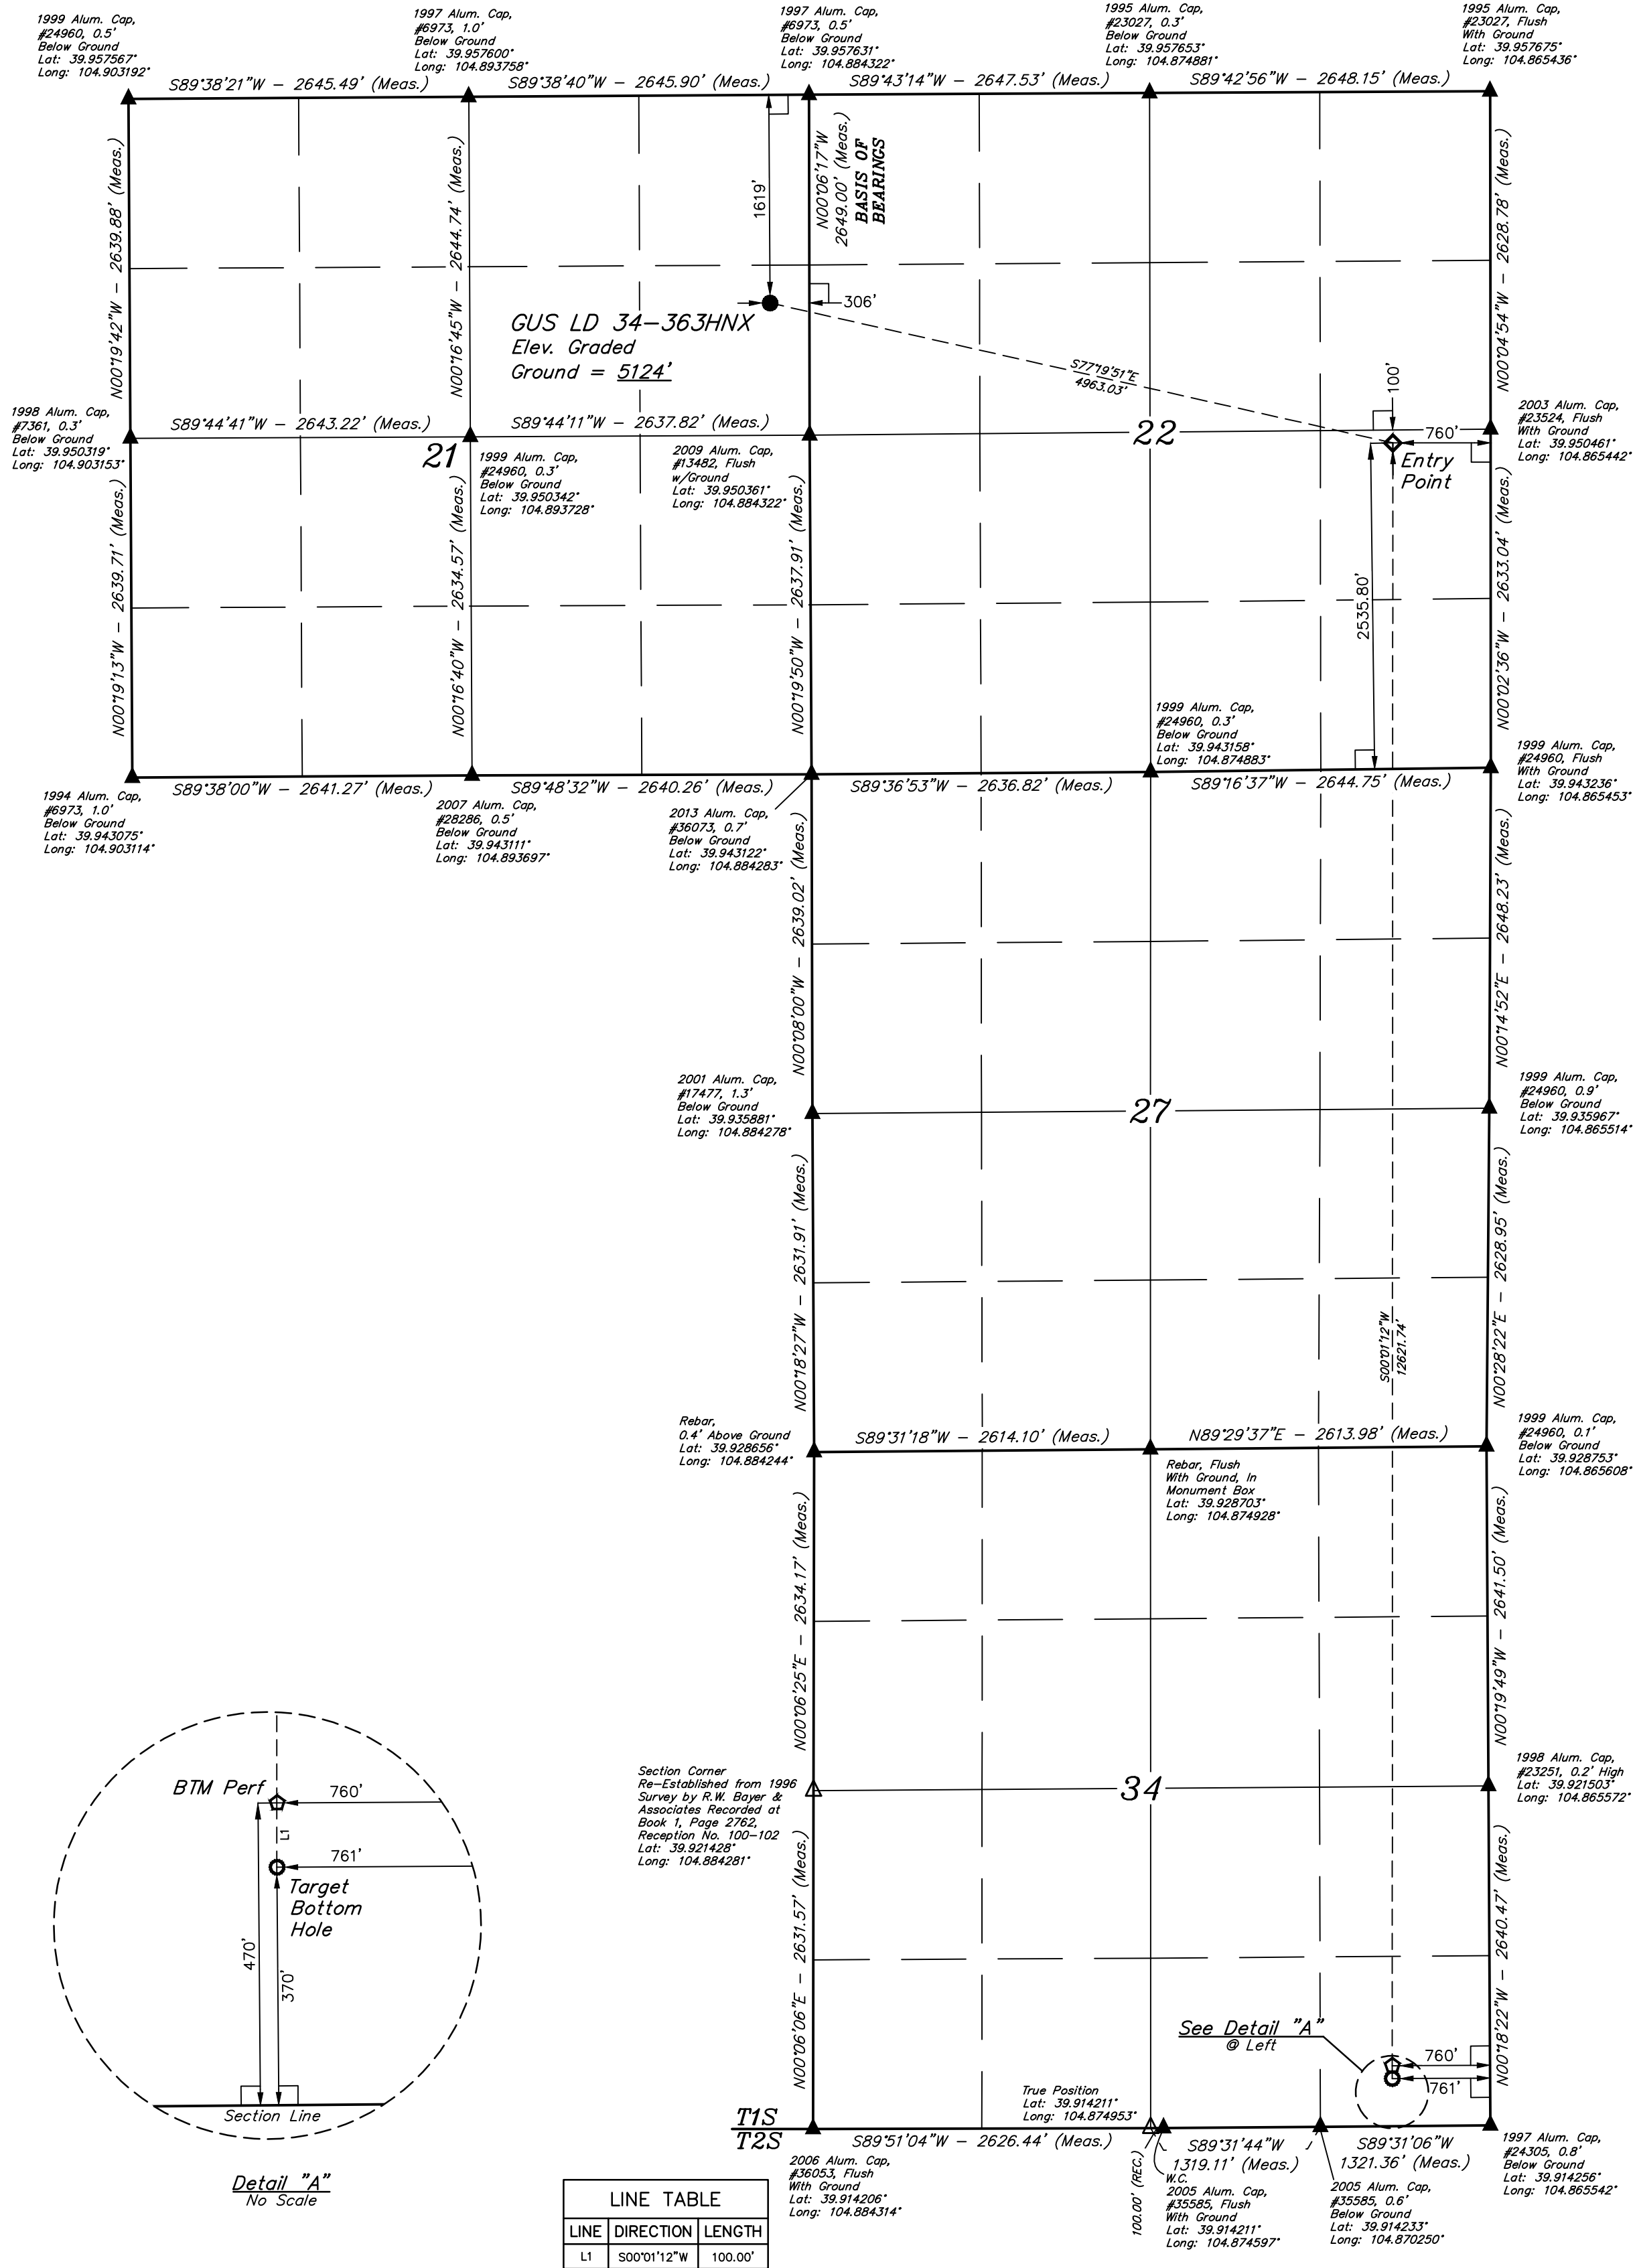 1999 Alum. Cap,
#24960, 0.5'
Below Ground
Lat: 39.957567°
Long: 104.903192°
1997 Alum. Cap,
#6973, 1.0'
Below Ground
Lat: 39.957600°
Long: 104.893758°
1997 Alum. Cap,
#6973, 0.5'
Below Ground
Lat: 39.957631°
Long: 104.884322°
1995 Alum. Cap,
#23027, 0.3'
Below Ground
Lat: 39.957653°
Long: 104.874881°
1995 Alum. Cap,
#23027, Flush
With Ground
Lat: 39.957675°
Long: 104.865436°
S89°38'21"W – 2645.49' (Meas.)
S89°38'40"W – 2645.90' (Meas.)
S89°43'14"W – 2647.53' (Meas.)
S89°42'56"W – 2648.15' (Meas.)
N00°19'42"W – 2639.88' (Meas.)
N00°16'45"W – 2644.74' (Meas.)
1619'
N00°06'17"W
2649.00' (Meas.)
BASIS OF
BEARINGS
N00°04'54"W – 2628.78' (Meas.)
306'
GUS LD 34–363HNX
Elev. Graded
Ground = 5124'
S77°19'51"E
4963.03'
100'
1998 Alum. Cap,
#7361, 0.3'
Below Ground
Lat: 39.950319°
Long: 104.903153°
S89°44'41"W – 2643.22' (Meas.)
S89°44'11"W – 2637.82' (Meas.)
21
22
760'
Entry
Point
2003 Alum. Cap,
#23524, Flush
With Ground
Lat: 39.950461°
Long: 104.865442°
1999 Alum. Cap,
#24960, 0.3'
Below Ground
Lat: 39.950342°
Long: 104.893728°
2009 Alum. Cap,
#13482, Flush
w/Ground
Lat: 39.950361°
Long: 104.884322°
N00°19'13"W – 2639.71' (Meas.)
N00°16'40"W – 2634.57' (Meas.)
N00°19'50"W – 2637.91' (Meas.)
2535.80'
N00°02'36"W – 2633.04' (Meas.)
1999 Alum. Cap,
#24960, 0.3'
Below Ground
Lat: 39.943158°
Long: 104.874883°
1999 Alum. Cap,
#24960, Flush
With Ground
Lat: 39.943236°
Long: 104.865453°
S89°38'00"W – 2641.27' (Meas.)
S89°48'32"W – 2640.26' (Meas.)
S89°36'53"W – 2636.82' (Meas.)
S89°16'37"W – 2644.75' (Meas.)
1994 Alum. Cap,
#6973, 1.0'
Below Ground
Lat: 39.943075°
Long: 104.903114°
2007 Alum. Cap,
#28286, 0.5'
Below Ground
Lat: 39.943111°
Long: 104.893697°
2013 Alum. Cap,
#36073, 0.7'
Below Ground
Lat: 39.943122°
Long: 104.884283°
N00°08'00"W – 2639.02' (Meas.)
N00°14'52"E – 2648.23' (Meas.)
2001 Alum. Cap,
#17477, 1.3'
Below Ground
Lat: 39.935881°
Long: 104.884278°
27
1999 Alum. Cap,
#24960, 0.9'
Below Ground
Lat: 39.935967°
Long: 104.865514°
N00°18'27"W – 2631.91' (Meas.)
S00°01'12"W
12621.74'
N00°28'22"E – 2628.95' (Meas.)
Rebar,
0.4' Above Ground
Lat: 39.928656°
Long: 104.884244°
S89°31'18"W – 2614.10' (Meas.)
N89°29'37"E – 2613.98' (Meas.)
1999 Alum. Cap,
#24960, 0.1'
Below Ground
Lat: 39.928753°
Long: 104.865608°
Rebar, Flush
With Ground, In
Monument Box
Lat: 39.928703°
Long: 104.874928°
N00°06'25"E – 2634.17' (Meas.)
N00°19'49"W – 2641.50' (Meas.)
Section Corner
Re–Established from 1996
Survey by R.W. Bayer &
Associates Recorded at
Book 1, Page 2762,
Reception No. 100–102
Lat: 39.921428°
Long: 104.884281°
34
1998 Alum. Cap,
#23251, 0.2' High
Lat: 39.921503°
Long: 104.865572°
BTM Perf
760'
L1
761'
Target
Bottom
Hole
470'
370'
Section Line
Detail "A"
No Scale
N00°06'06"E – 2631.57' (Meas.)
N00°18'22"W – 2640.47' (Meas.)
See Detail "A"
@ Left
760'
761'
True Position
Lat: 39.914211°
Long: 104.874953°
T1S
T2S
S89°51'04"W – 2626.44' (Meas.)
100.00' (REC.)
S89°31'44"W
1319.11' (Meas.)
S89°31'06"W
1321.36' (Meas.)
2006 Alum. Cap,
#36053, Flush
With Ground
Lat: 39.914206°
Long: 104.884314°
W.C.
2005 Alum. Cap,
#35585, Flush
With Ground
Lat: 39.914211°
Long: 104.874597°
2005 Alum. Cap,
#35585, 0.6'
Below Ground
Lat: 39.914233°
Long: 104.870250°
1997 Alum. Cap,
#24305, 0.8'
Below Ground
Lat: 39.914256°
Long: 104.865542°
LINE TABLE
LINE DIRECTION LENGTH
L1 S00°01'12"W 100.00'